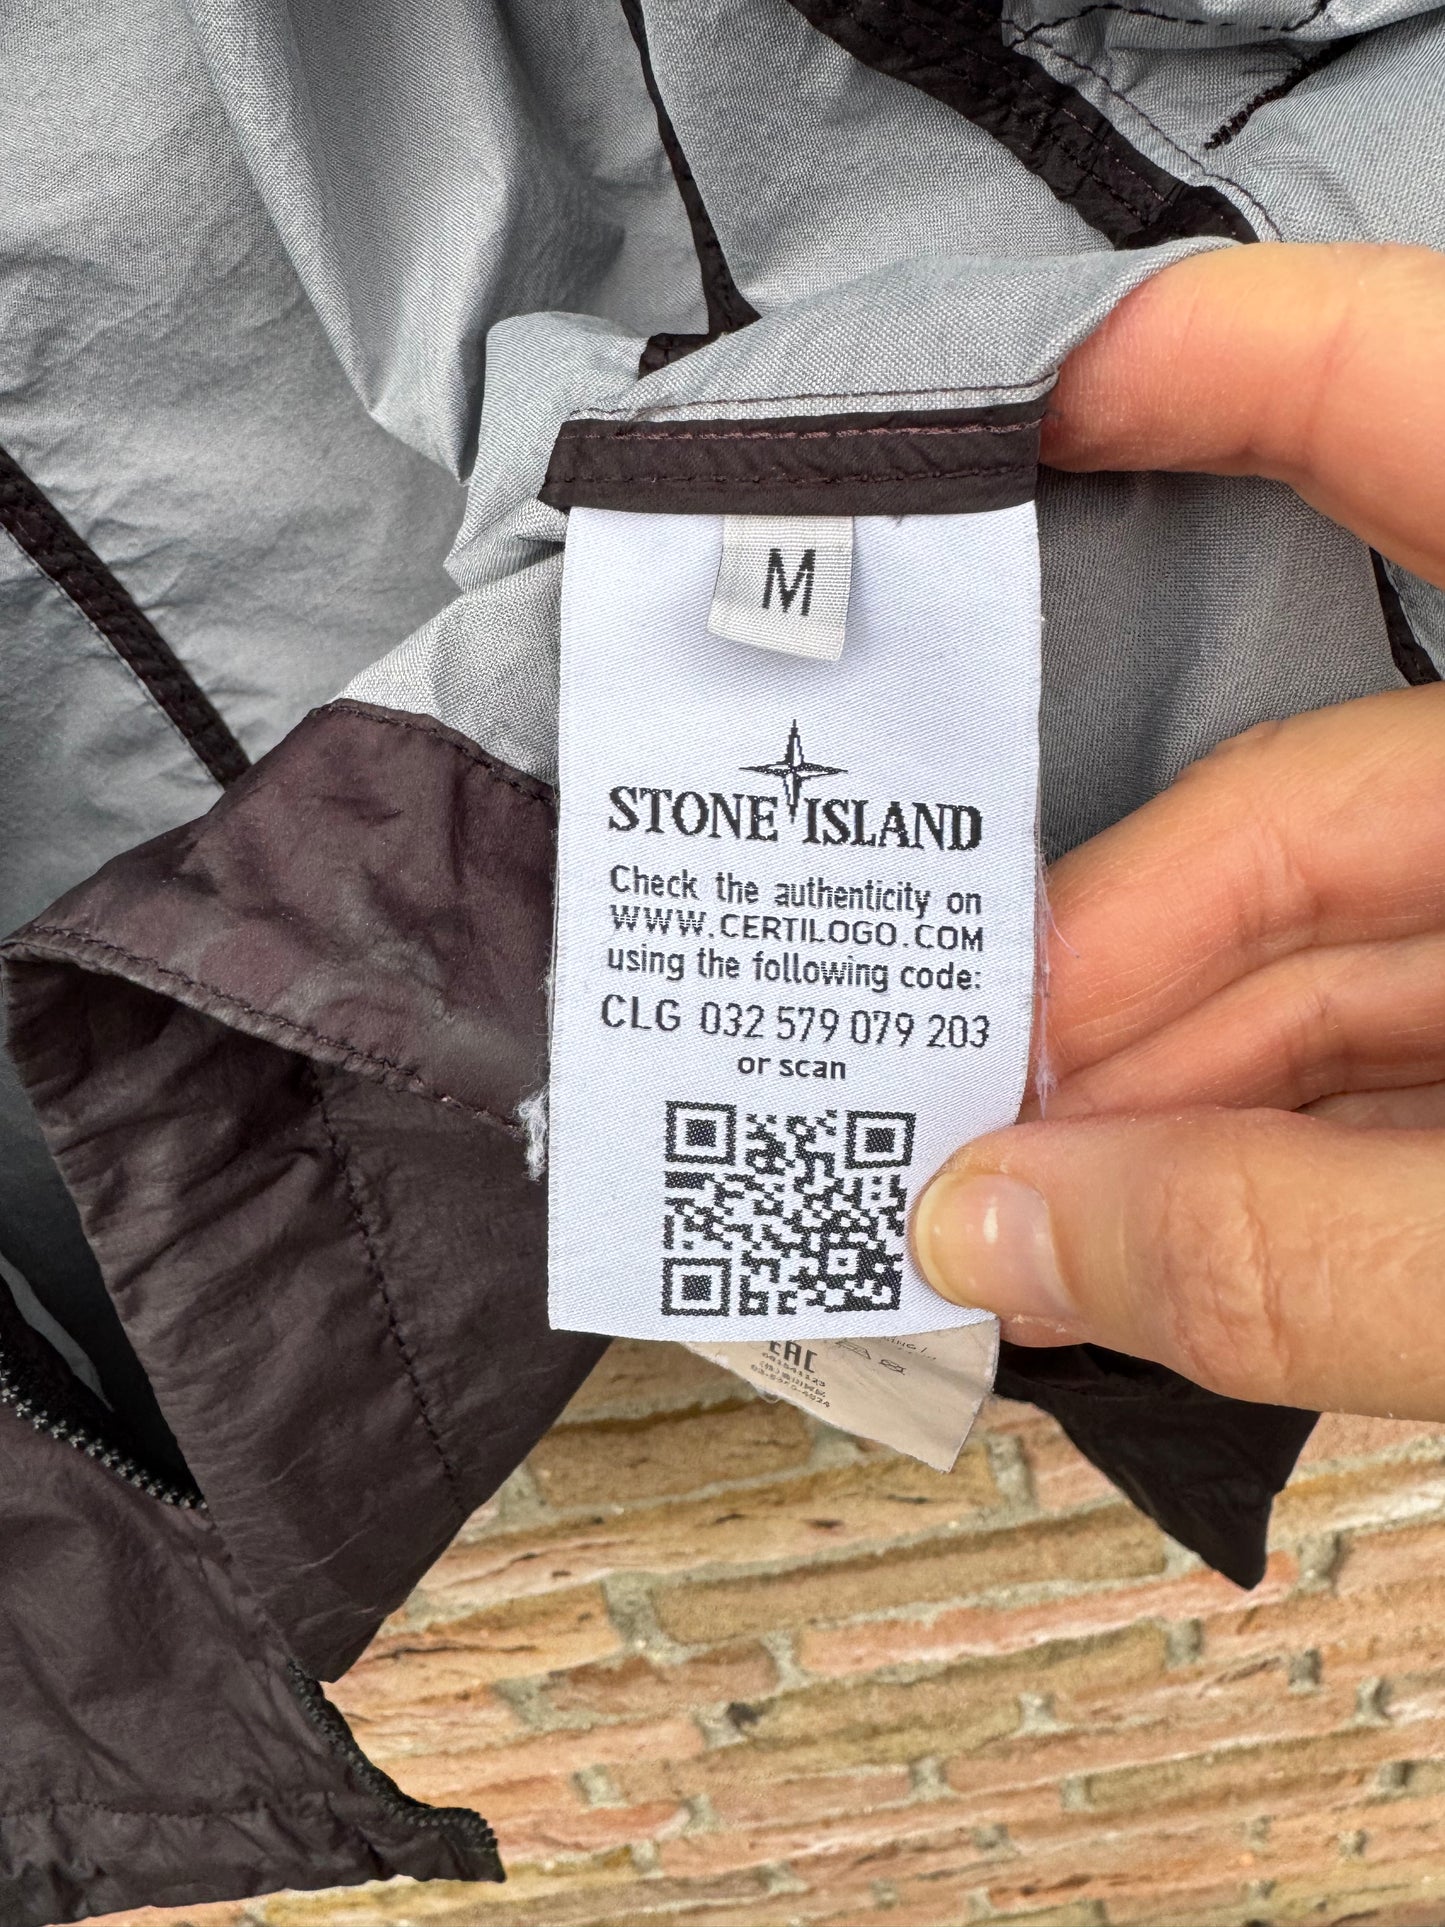 M
STONE ISLAND
Check the authenticity on
WWW.CERTILOGO.COM
using the following code:
CLG 032 579 079 203
or scan
EAC